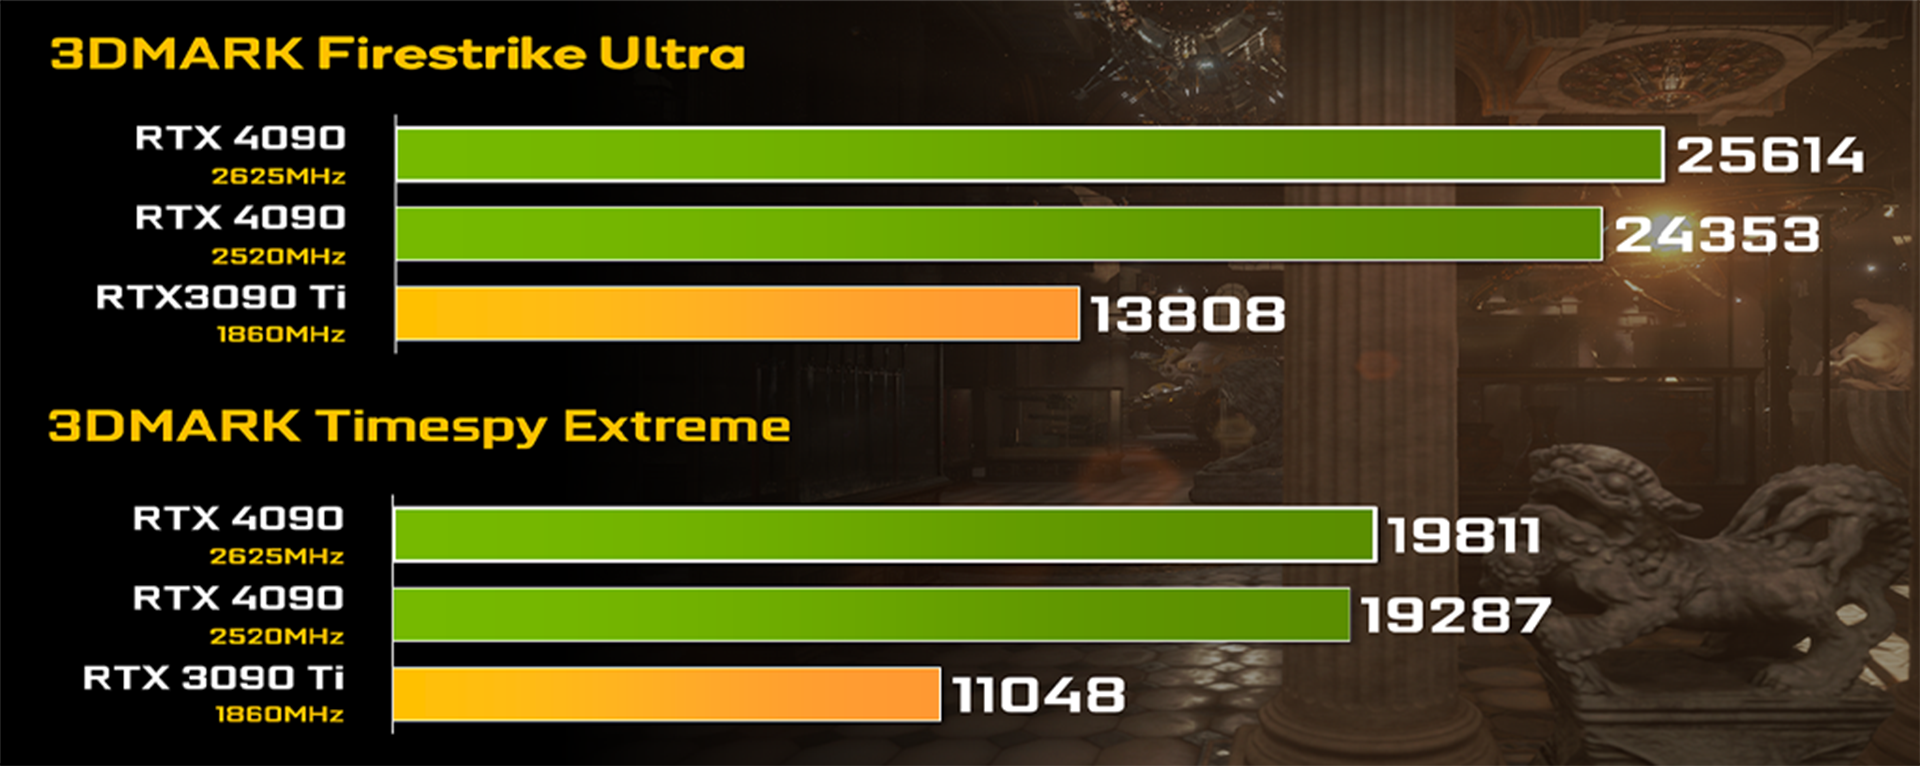 3DMARK Firestrike Ultra
RTX 4090
2625MHz
25614
RTX 4090
2520MHz
24353
RTX3090 Ti
1860MHz
13808
3DMARK Timespy Extreme
RTX 4090
2625MHz
19811
RTX 4090
2520MHz
19287
RTX 3090 Ti
1860MHz
11048